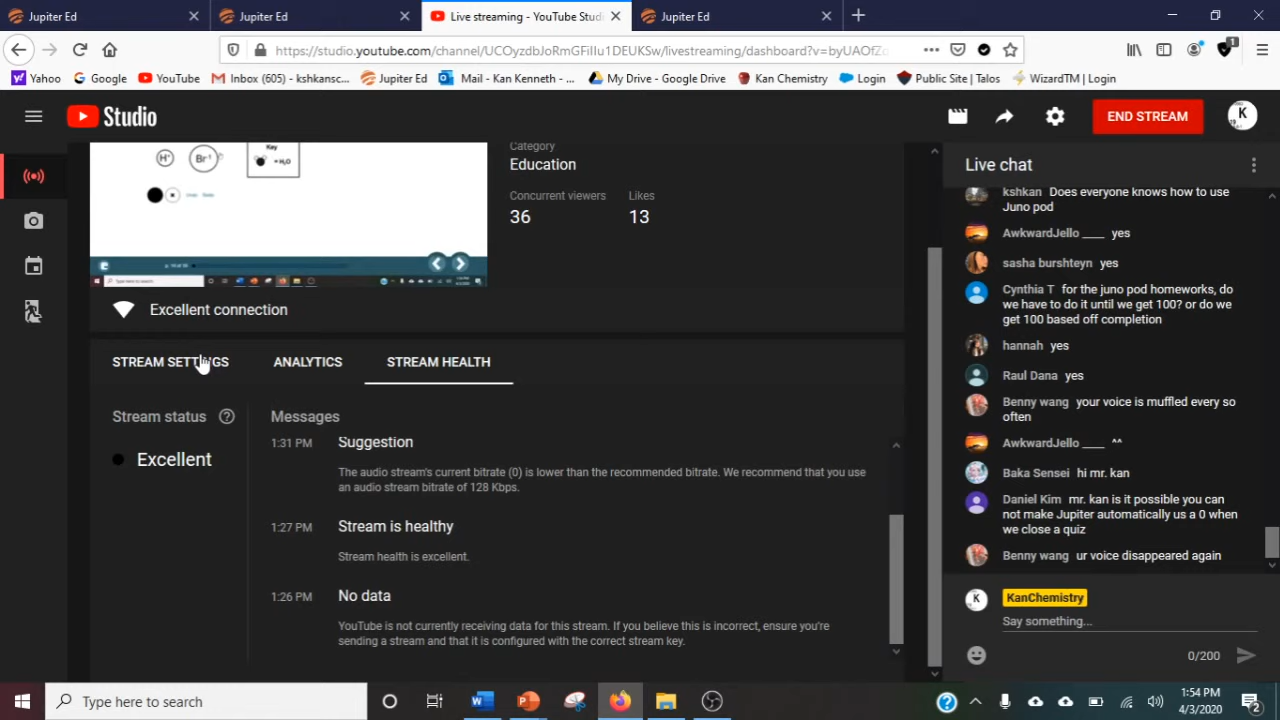 Jupiter Ed
Jupiter Ed
Live streaming - YouTube Studi
Jupiter Ed
https://studio.youtube.com/channel/UCOyzdbJoRmGFiIIu1DEUKSw/livestreaming/dashboard?v=byUAOfZ
Yahoo
Google
YouTube
Inbox (605) - kshkansc...
Jupiter Ed
Mail - Kan Kenneth - ...
My Drive - Google Drive
Kan Chemistry
Login
Public Site | Talos
WizardTM | Login
Studio
END STREAM
K
H+
Br-1
Key
= H₂O
Category
Education
Concurrent viewers
Likes
36
13
Excellent connection
STREAM SETTINGS
ANALYTICS
STREAM HEALTH
Stream status
Excellent
Messages
1:31 PM
Suggestion
The audio stream's current bitrate (0) is lower than the recommended bitrate. We recommend that you use
an audio stream bitrate of 128 Kbps.
1:27 PM
Stream is healthy
Stream health is excellent.
1:26 PM
No data
YouTube is not currently receiving data for this stream. If you believe this is incorrect, ensure you're
sending a stream and that it is configured with the correct stream key.
Live chat
kshkan Does everyone knows how to use
Juno pod
AwkwardJello ____ yes
sasha burshteyn yes
Cynthia T for the juno pod homeworks, do
we have to do it until we get 100? or do we
get 100 based off completion
hannah yes
Raul Dana yes
Benny wang your voice is muffled every so
often
AwkwardJello ____ ^^
Baka Sensei hi mr. kan
Daniel Kim mr. kan is it possible you can
not make Jupiter automatically us a 0 when
we close a quiz
Benny wang ur voice disappeared again
K
KanChemistry
Say something...
0/200
Type here to search
1:54 PM
4/3/2020
2